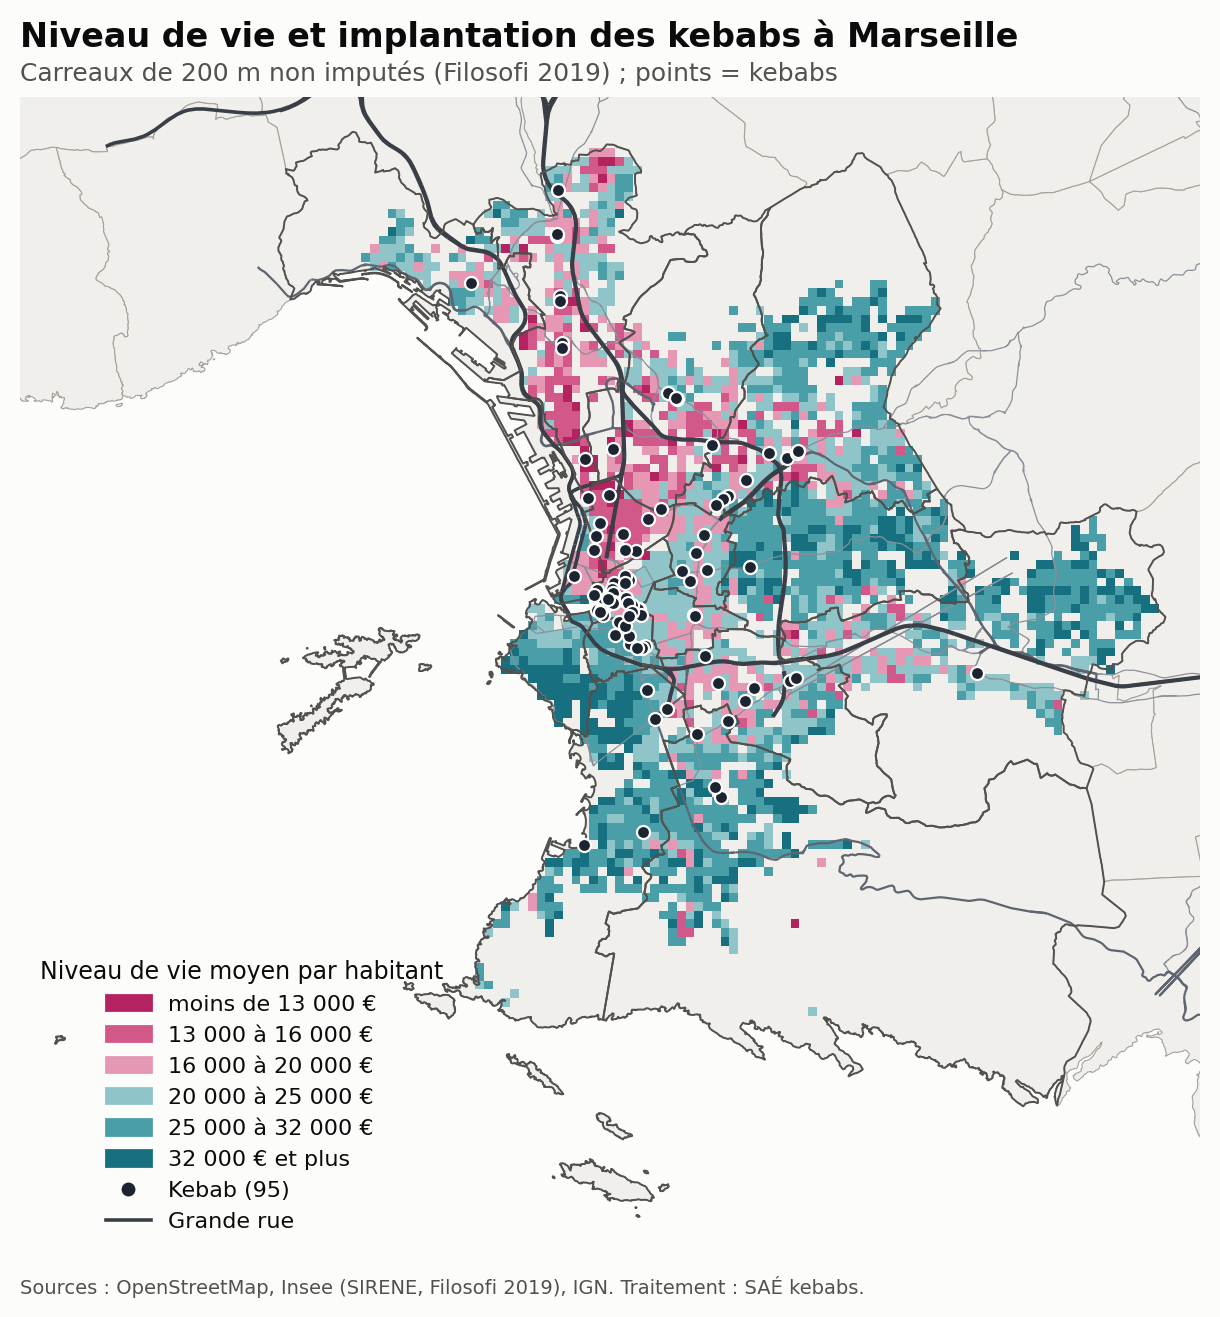 Niveau de vie et implantation des kebabs à Marseille
Carreaux de 200 m non imputés (Filosofi 2019) ; points = kebabs
Niveau de vie moyen par habitant
moins de 13 000 €
13 000 à 16 000 €
16 000 à 20 000 €
20 000 à 25 000 €
25 000 à 32 000 €
32 000 € et plus
Kebab (95)
Grande rue
Sources : OpenStreetMap, Insee (SIRENE, Filosofi 2019), IGN. Traitement : SAÉ kebabs.